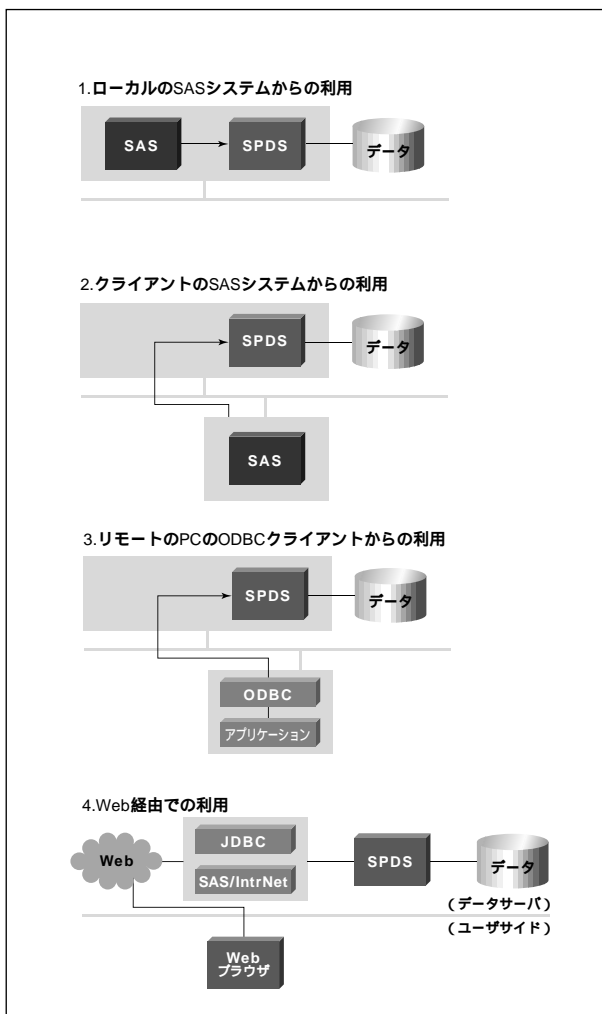 1.ローカルのSASシステムからの利用
SAS
SPDS
データ
2.クライアントのSASシステムからの利用
SPDS
データ
SAS
3.リモートのPCのODBCクライアントからの利用
SPDS
データ
ODBC
アプリケーション
4.Web経由での利用
Web
JDBC
SAS/IntrNet
SPDS
データ
(データサーバ)
(ユーザサイド)
Web
ブラウザ